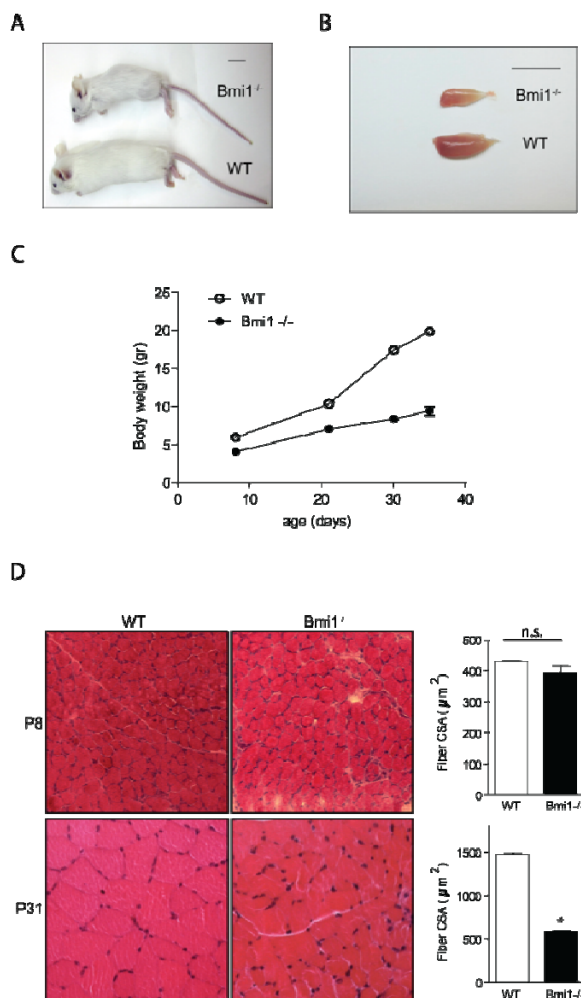 A
Bmi1-/-
WT
B
Bmi1-/-
WT
C
25
20
15
10
5
0
Body weight (gr)
WT
Bmi1 -/-
0 10 20 30 40
age (days)
D
WT Bmi1-/-
P8
P31
n.s.
500
400
300
200
100
0
Fiber CSA (µm²)
WT Bmi1-/-
1500
1000
500
0
Fiber CSA (µm²)
*
WT Bmi1-/-